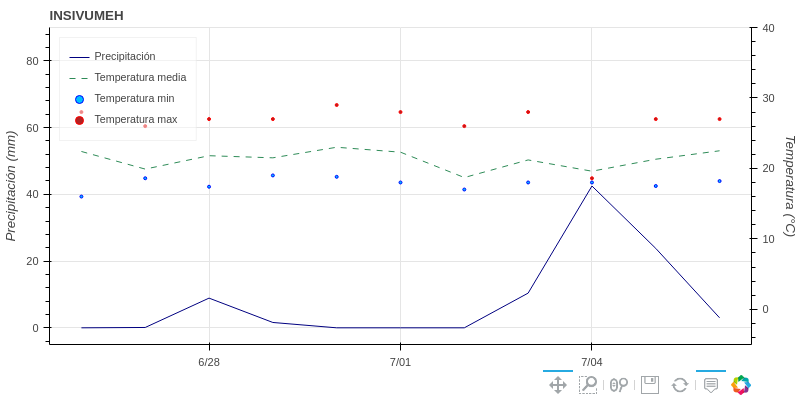 INSIVUMEH
Precipitación
Temperatura media
Temperatura min
Temperatura max
Precipitación (mm)
80
60
40
20
0
40
30
20
10
0
Temperatura (°C)
6/28
7/01
7/04